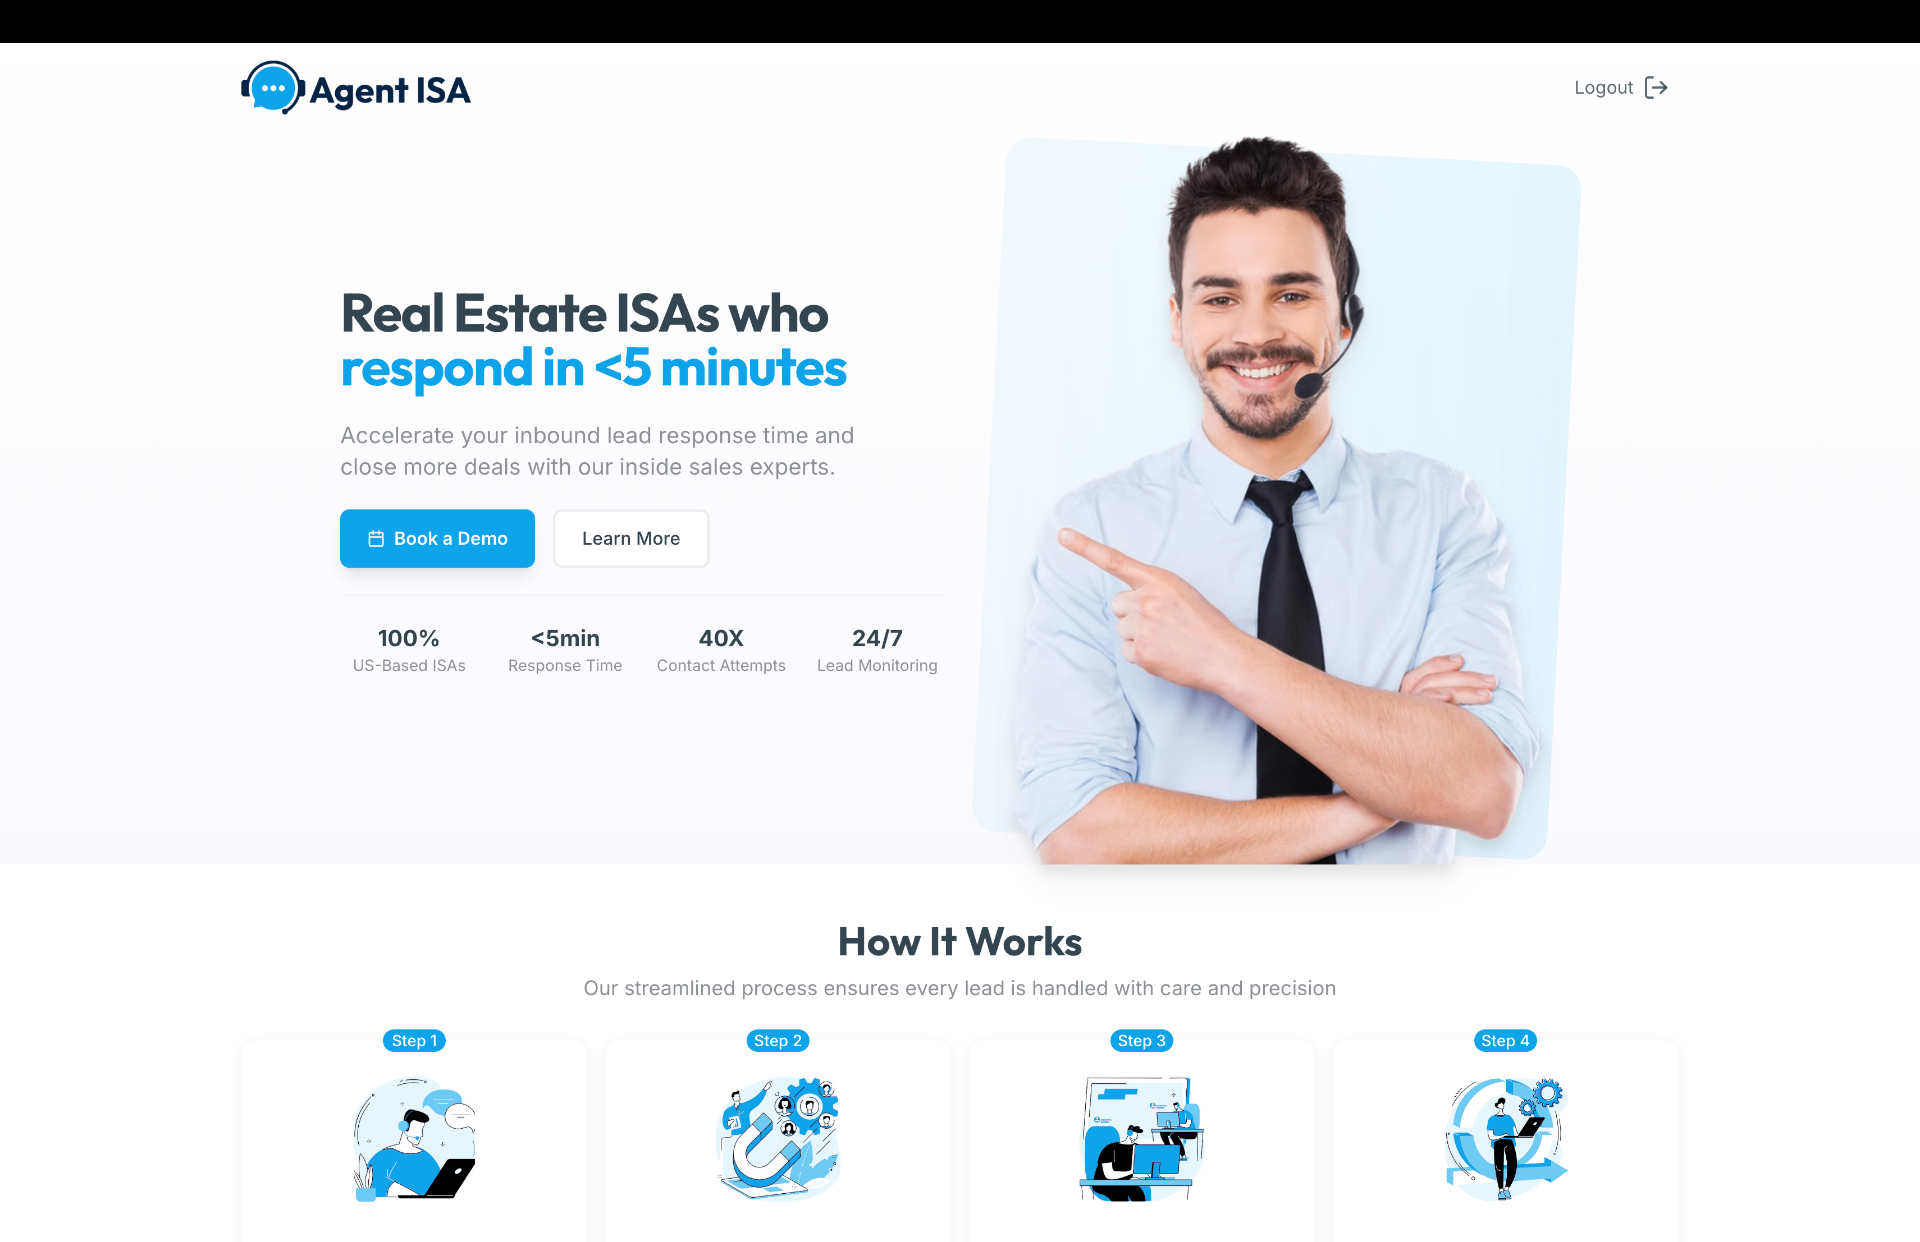 Agent ISA
Logout
Real Estate ISAs who
respond in <5 minutes
Accelerate your inbound lead response time and
close more deals with our inside sales experts.
Book a Demo
Learn More
100%
US-Based ISAs
<5min
Response Time
40X
Contact Attempts
24/7
Lead Monitoring
How It Works
Our streamlined process ensures every lead is handled with care and precision
Step 1
Step 2
Step 3
Step 4